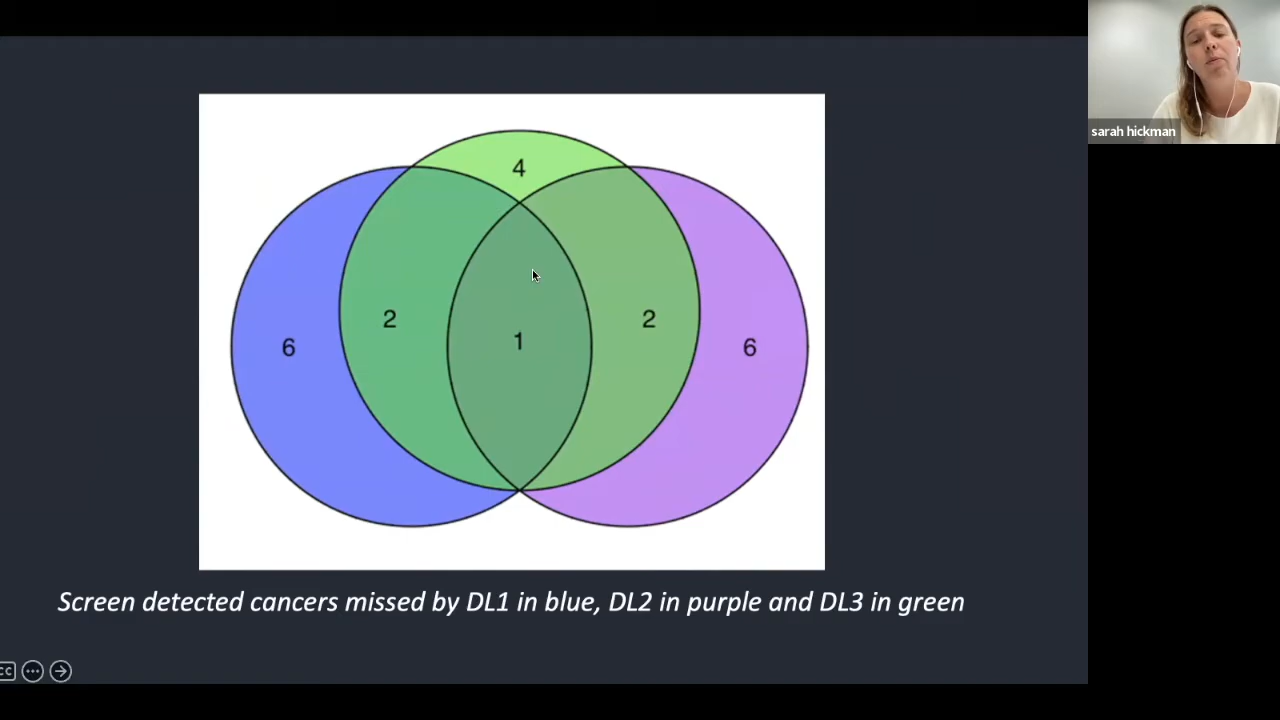 sarah hickman
4
6
2
1
2
6
Screen detected cancers missed by DL1 in blue, DL2 in purple and DL3 in green
CC